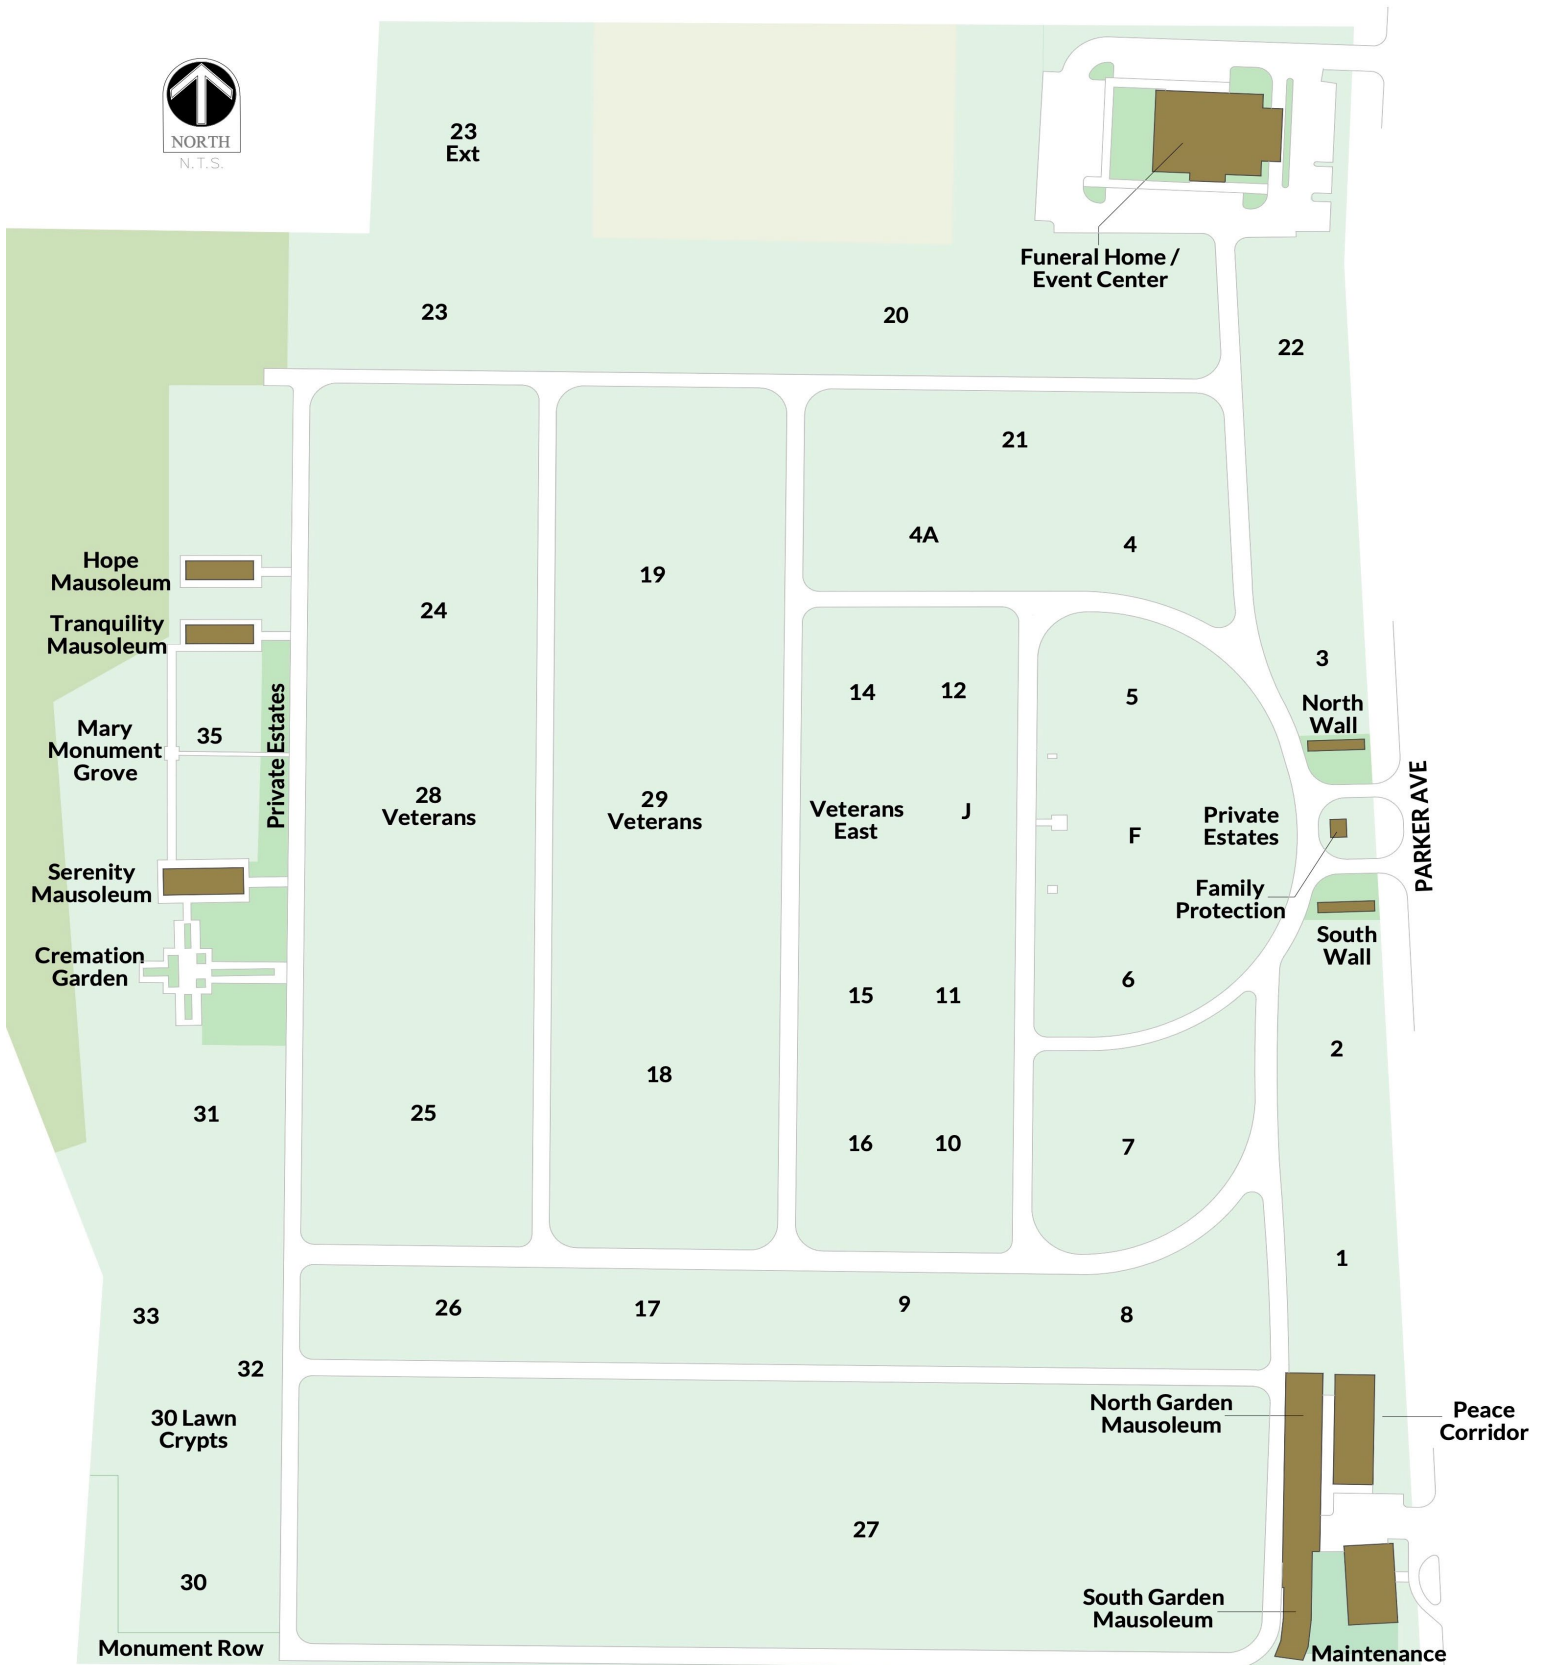 NORTH
N.T.S.
23
Ext
Funeral Home /
Event Center
23
20
22
21
4A
4
Hope
Mausoleum
19
24
Tranquility
Mausoleum
3
14
12
5
North
Wall
Private Estates
Mary
Monument
Grove
35
28
Veterans
29
Veterans
Veterans
East
J
F
Private
Estates
PARKER AVE
Serenity
Mausoleum
Family
Protection
South
Wall
Cremation
Garden
15
11
6
2
18
31
25
16
10
7
1
33
26
17
9
8
32
30 Lawn
Crypts
North Garden
Mausoleum
Peace
Corridor
27
30
South Garden
Mausoleum
Monument Row
Maintenance